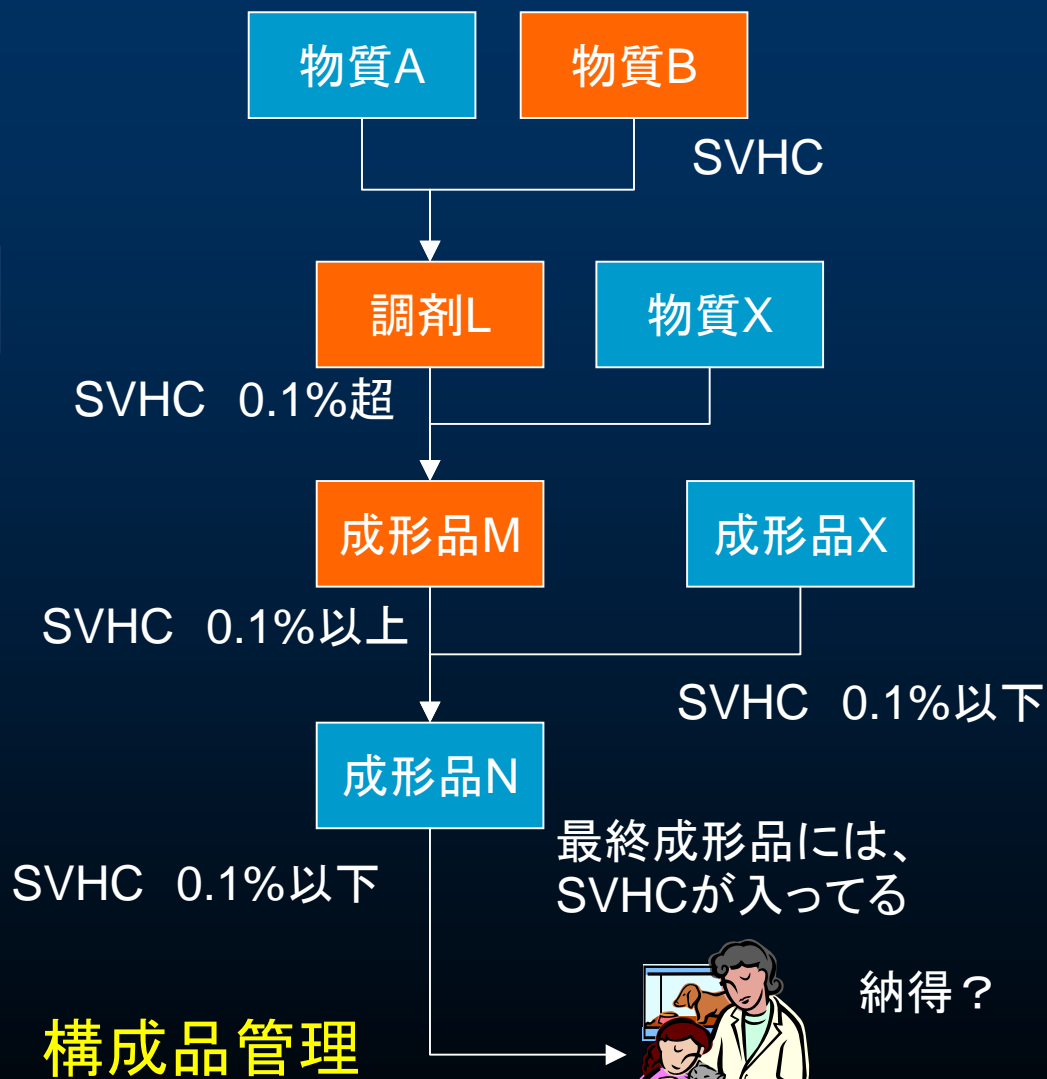 物質A
物質B
SVHC
調剤L
物質X
SVHC 0.1%超
成形品M
成形品X
SVHC 0.1%以上
SVHC 0.1%以下
成形品N
最終成形品には、
SVHCが入ってる
SVHC 0.1%以下
納得？
構成品管理